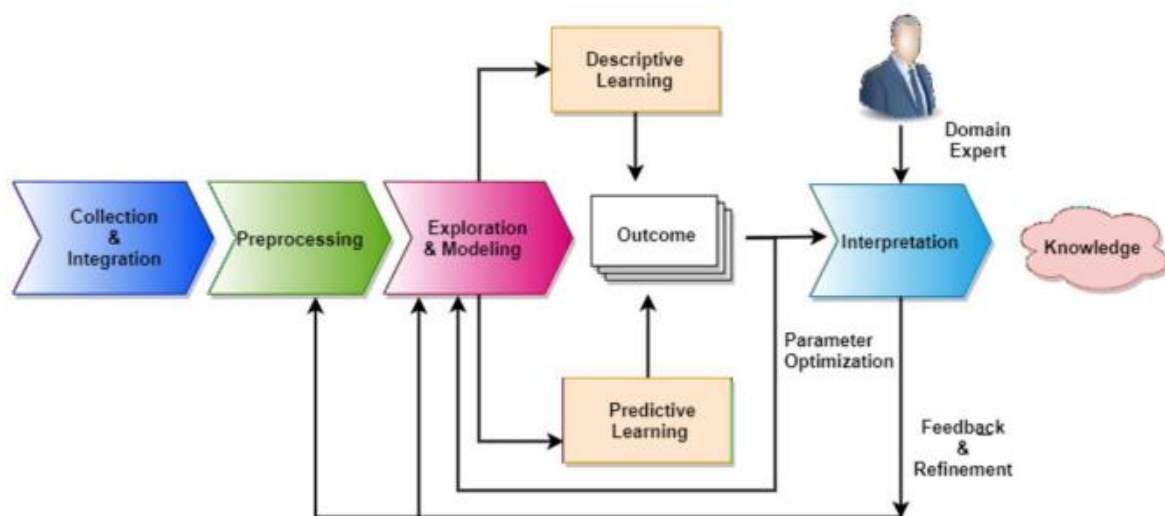 Descriptive
Learning
Domain
Expert
Collection
&
Integration
Preprocessing
Exploration
& Modeling
Outcome
Interpretation
Knowledge
Parameter
Optimization
Predictive
Learning
Feedback
&
Refinement